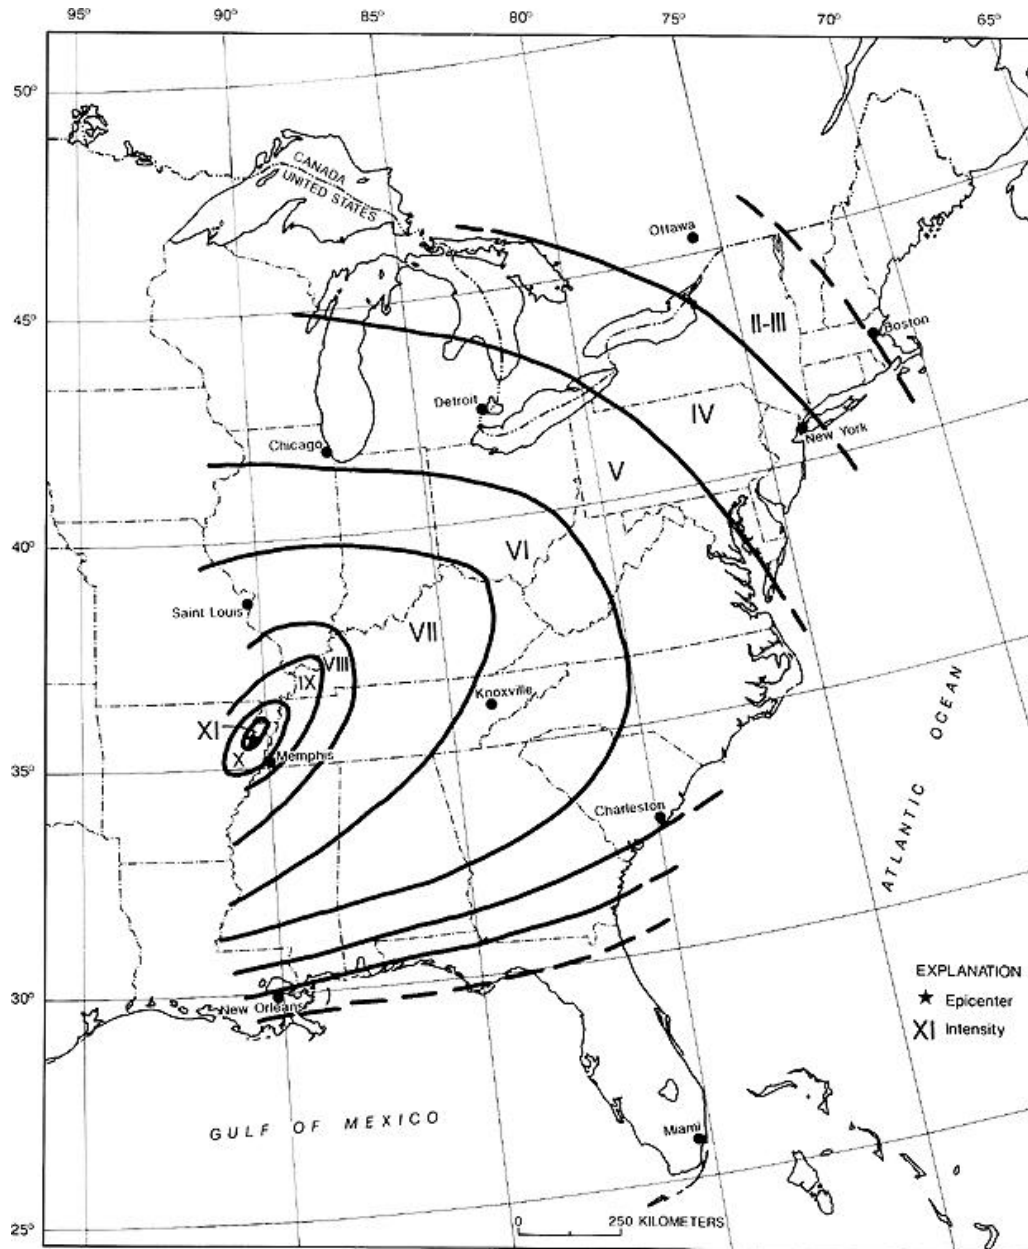 95° 90° 85° 80° 75° 70° 65°
50°
CANADA
UNITED STATES
Ottawa
45°
II-III
Boston
Detroit
IV
New York
Chicago
V
40°
VI
Saint Louis
VII
VIII
IX
Knoxville
XI
X
Memphis
35°
Charleston
ATLANTIC OCEAN
30°
New Orleans
EXPLANATION
★ Epicenter
XI Intensity
GULF OF MEXICO
Miami
0 250 KILOMETERS
25°